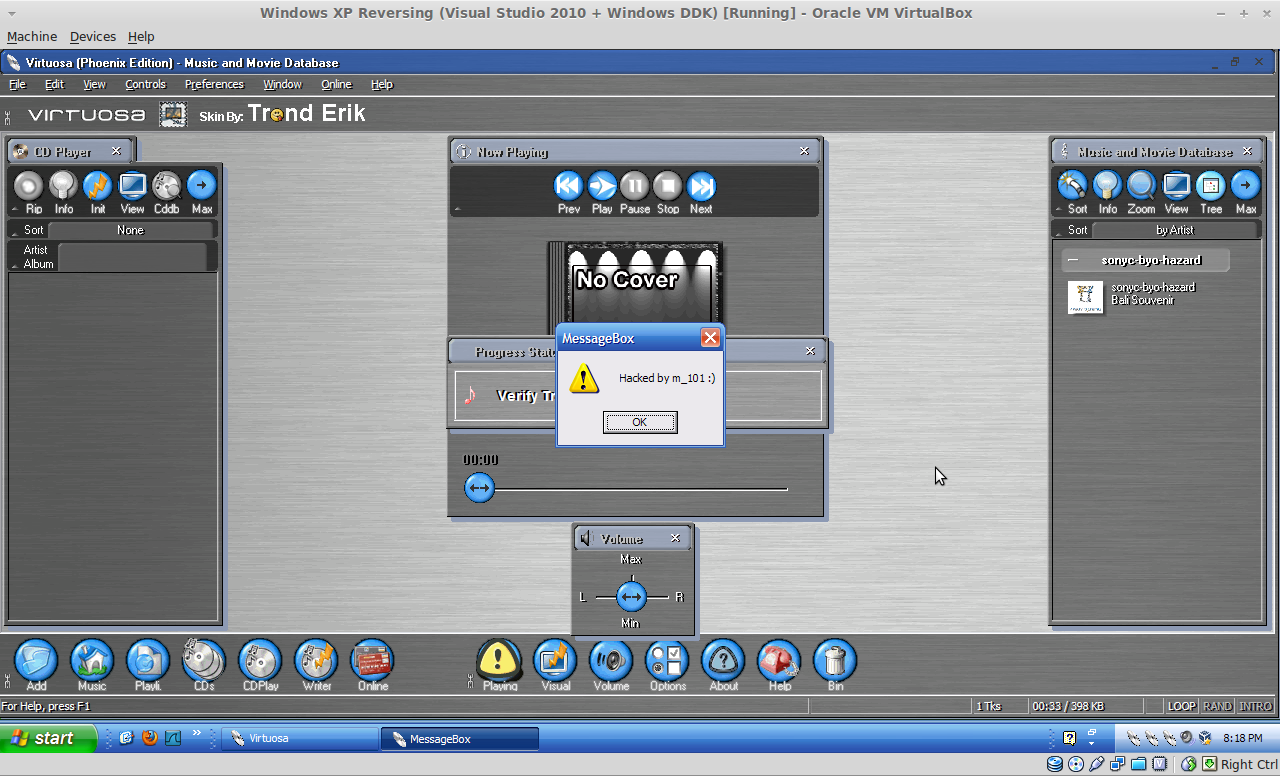 Windows XP Reversing (Visual Studio 2010 + Windows DDK) [Running] - Oracle VM VirtualBox
Machine Devices Help
Virtuosa (Phoenix Edition) - Music and Movie Database
File Edit View Controls Preferences Window Online Help
VIRTUOSA Skin By: Trond Erik
CD Player
Rip Info Init View Cddb Max
Sort None
Artist
Album
Now Playing
Prev Play Pause Stop Next
No Cover
Progress Statu
Verify Tr
MessageBox
Hacked by m_101 :)
OK
00:00
Volume
Max
L R
Min
Music and Movie Database
Sort Info Zoom View Tree Max
Sort by Artist
sonyc-byo-hazard
sonyc-byo-hazard
Bali Souvenir
Add Music Playli. CDs CDPlay Writer Online Playing Visual Volume Options About Help Bin
For Help, press F1 1 Tks 00:33 / 398 KB LOOP RAND INTRO
start Virtuosa MessageBox 8:18 PM
Right Ctrl